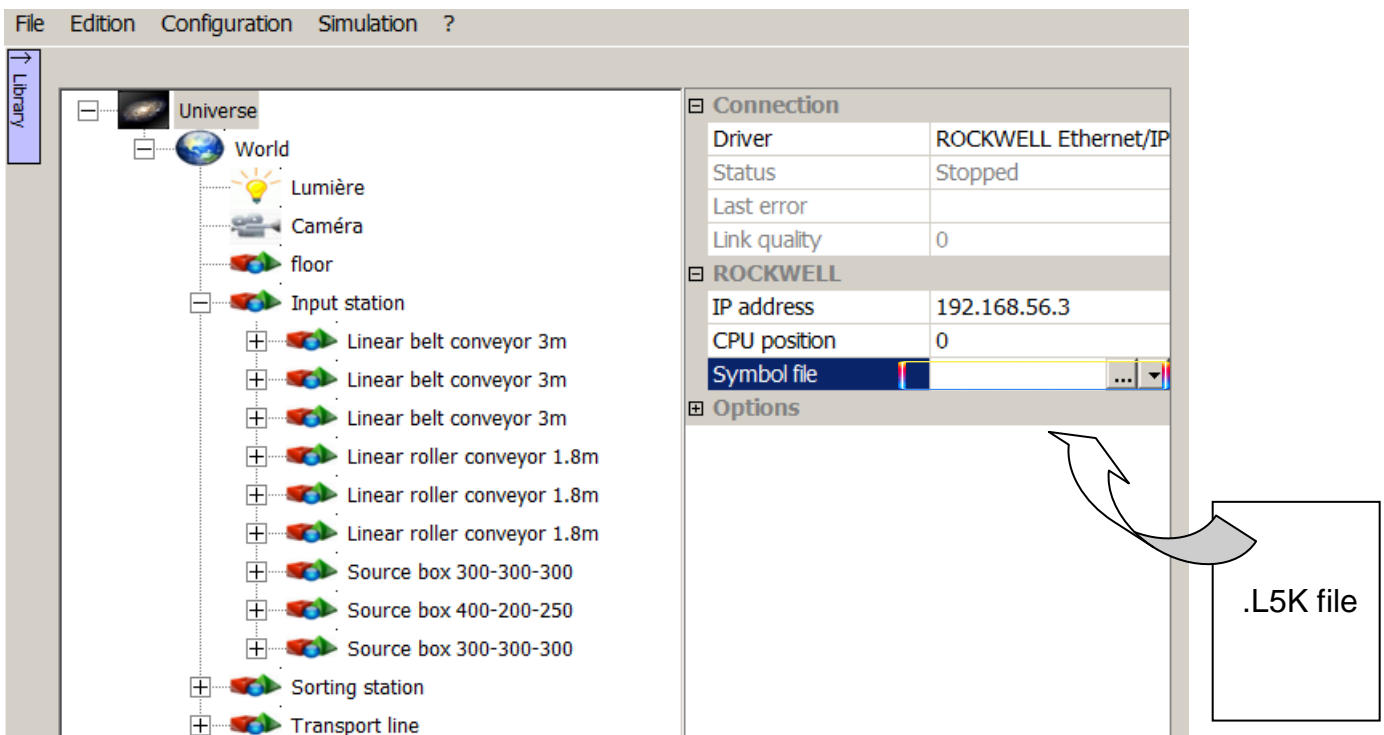 File Edition Configuration Simulation ?
↑ Library
Universe
World
Lumière
Caméra
floor
Input station
Linear belt conveyor 3m
Linear belt conveyor 3m
Linear belt conveyor 3m
Linear roller conveyor 1.8m
Linear roller conveyor 1.8m
Linear roller conveyor 1.8m
Source box 300-300-300
Source box 400-200-250
Source box 300-300-300
Sorting station
Transport line
Connection
Driver ROCKWELL Ethernet/IP
Status Stopped
Last error
Link quality 0
ROCKWELL
IP address 192.168.56.3
CPU position 0
Symbol file ...
Options
.L5K file